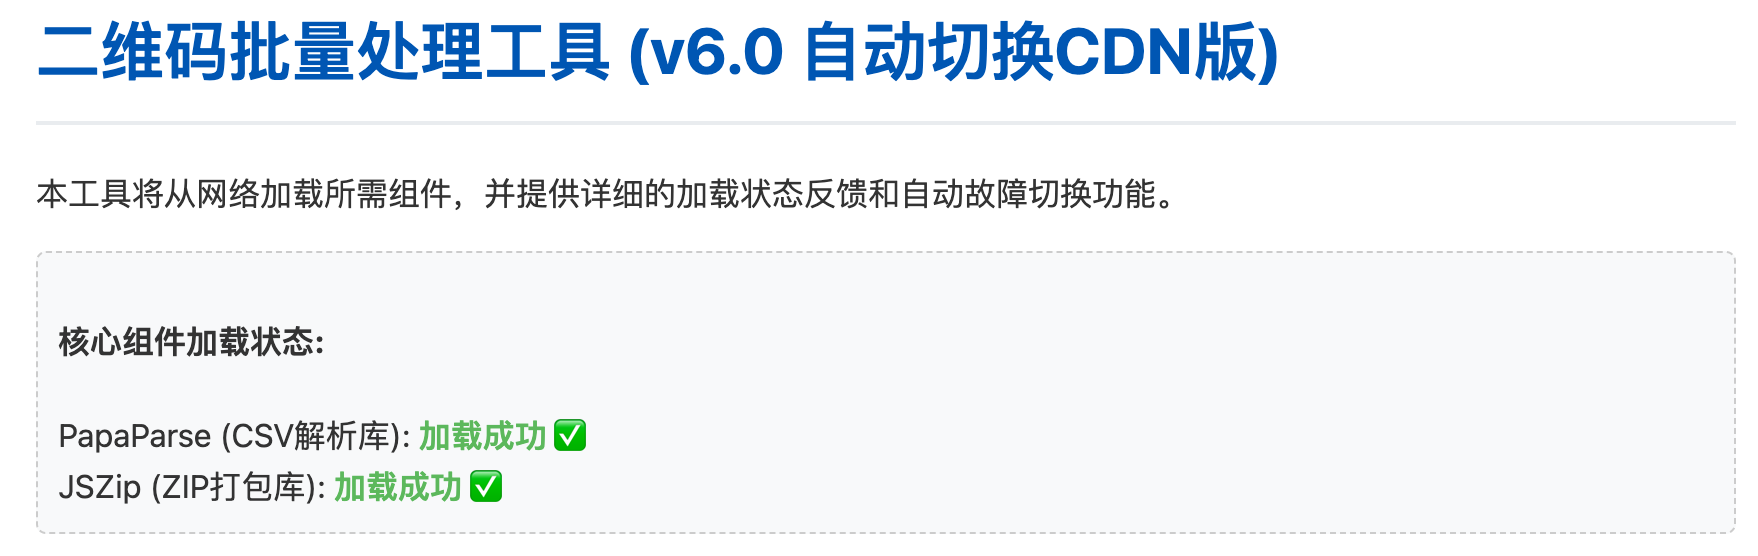 二维码批量处理工具 (v6.0 自动切换CDN版)
本工具将从网络加载所需组件，并提供详细的加载状态反馈和自动故障切换功能。
核心组件加载状态:
PapaParse (CSV解析库): 加载成功 ✅
JSZip (ZIP打包库): 加载成功 ✅